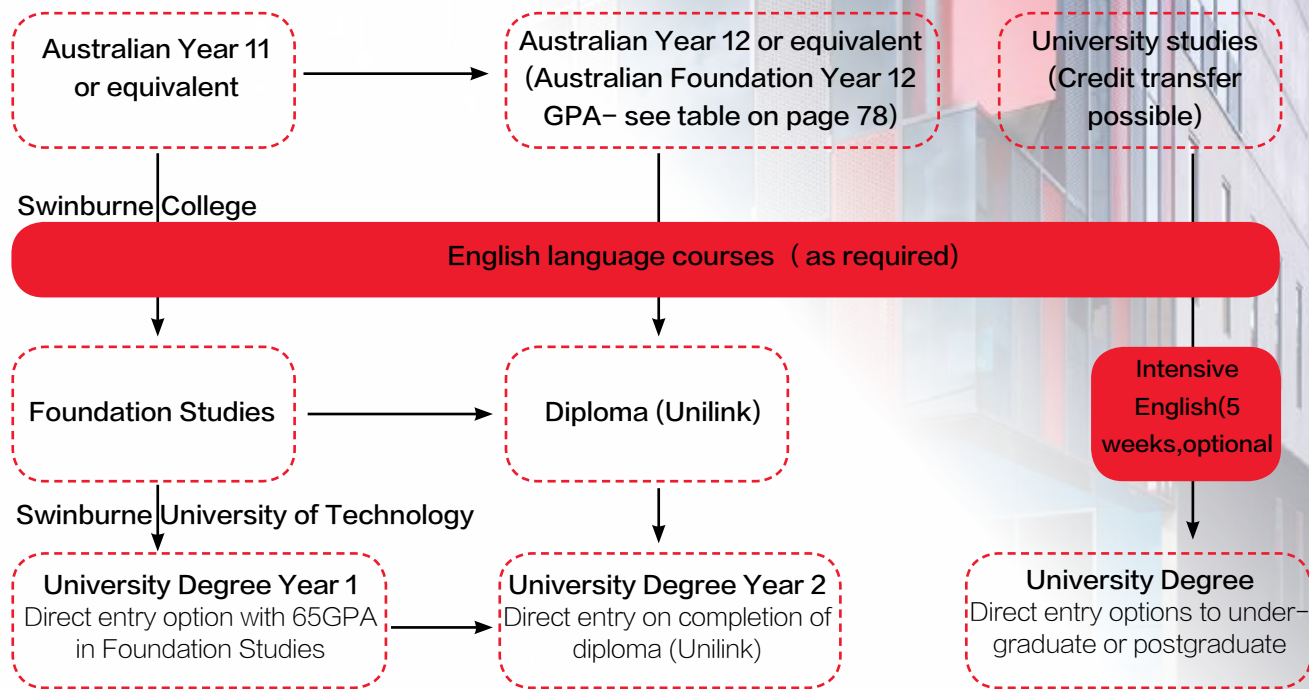 Australian Year 11
or equivalent
Australian Year 12 or equivalent
(Australian Foundation Year 12
GPA- see table on page 78)
University studies
(Credit transfer
possible)
Swinburne College
English language courses ( as required)
Foundation Studies
Diploma (Unilink)
Intensive
English(5
weeks,optional
Swinburne University of Technology
University Degree Year 1
Direct entry option with 65GPA
in Foundation Studies
University Degree Year 2
Direct entry on completion of
diploma (Unilink)
University Degree
Direct entry options to under-
graduate or postgraduate